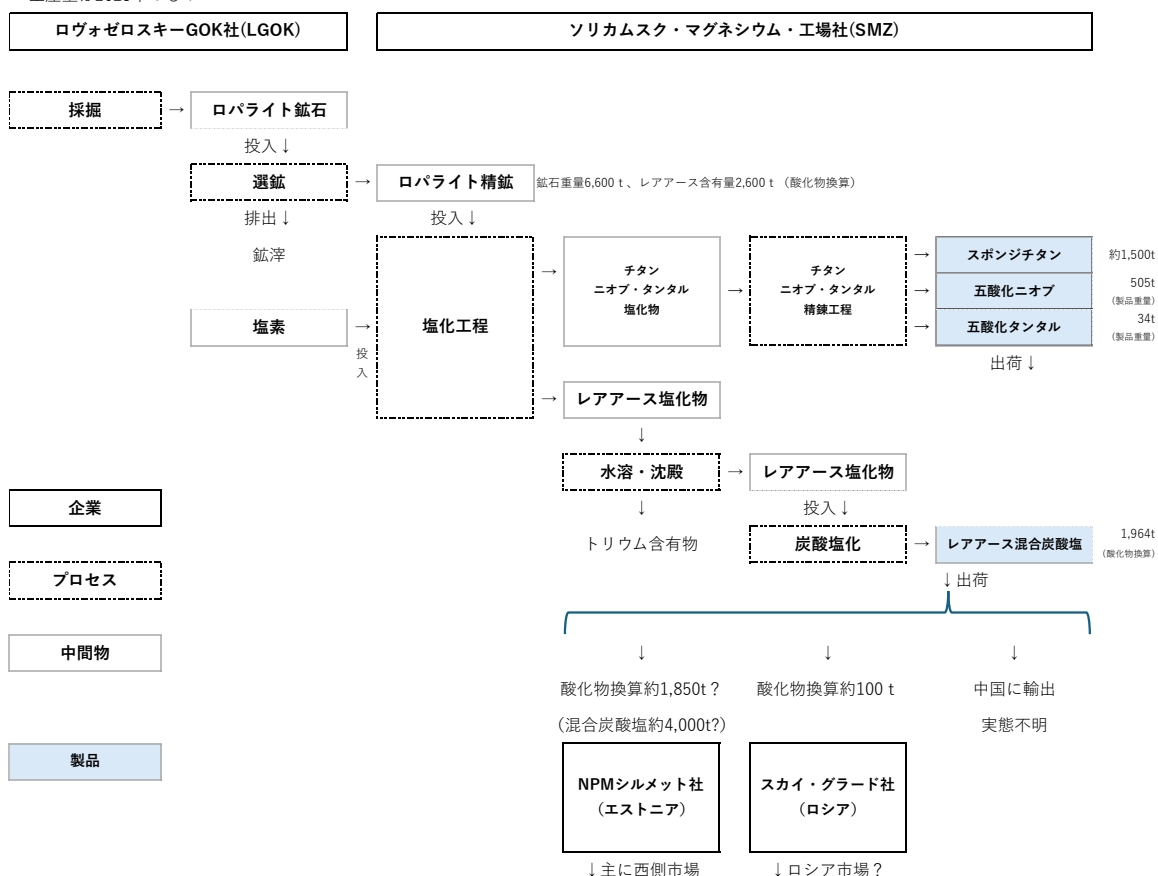 ロヴォゼロスキーGOK社(LGOK)
ソリカムスク・マグネシウム・工場社(SMZ)
採掘
→
ロパライト鉱石
投入↓
選鉱
→
ロパライト精鉱
鉱石重量6,600ｔ、レアアース含有量2,600ｔ（酸化物換算）
排出↓
投入↓
鉱滓
塩素
→
投
入
塩化工程
→
チタン
ニオブ・タンタル
塩化物
→
チタン
ニオブ・タンタル
精錬工程
→
スポンジチタン
約1,500t
→
五酸化ニオブ
505t
(製品重量)
→
五酸化タンタル
34t
(製品重量)
出荷↓
→
レアアース塩化物
↓
水溶・沈殿
→
レアアース塩化物
↓
投入↓
トリウム含有物
炭酸塩化
→
レアアース混合炭酸塩
1,964t
(酸化物換算)
↓出荷
企業
プロセス
中間物
製品
↓
↓
↓
酸化物換算約1,850t？
(混合炭酸塩約4,000t?)
酸化物換算約100ｔ
中国に輸出
実態不明
NPMシルメット社
（エストニア）
スカイ・グラード社
（ロシア）
↓主に西側市場
↓ロシア市場？